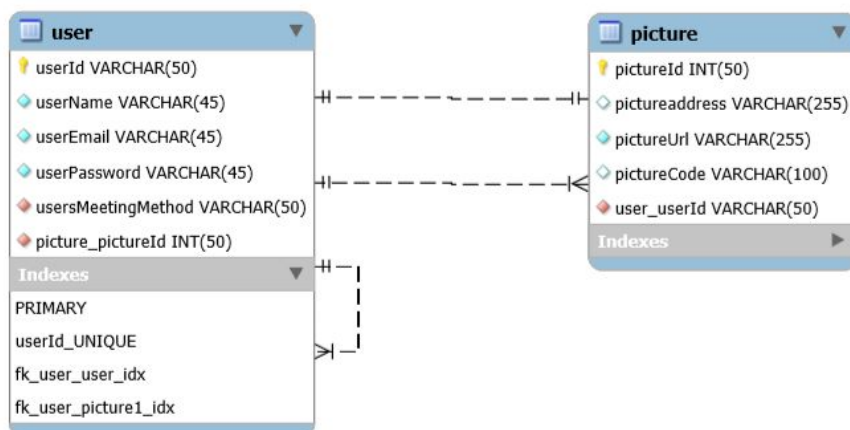 user
userId VARCHAR(50)
userName VARCHAR(45)
userEmail VARCHAR(45)
userPassword VARCHAR(45)
usersMeetingMethod VARCHAR(50)
picture_pictureId INT(50)
Indexes
PRIMARY
userId_UNIQUE
fk_user_user_idx
fk_user_picture1_idx
picture
pictureId INT(50)
pictureaddress VARCHAR(255)
pictureUrl VARCHAR(255)
pictureCode VARCHAR(100)
user_userId VARCHAR(50)
Indexes